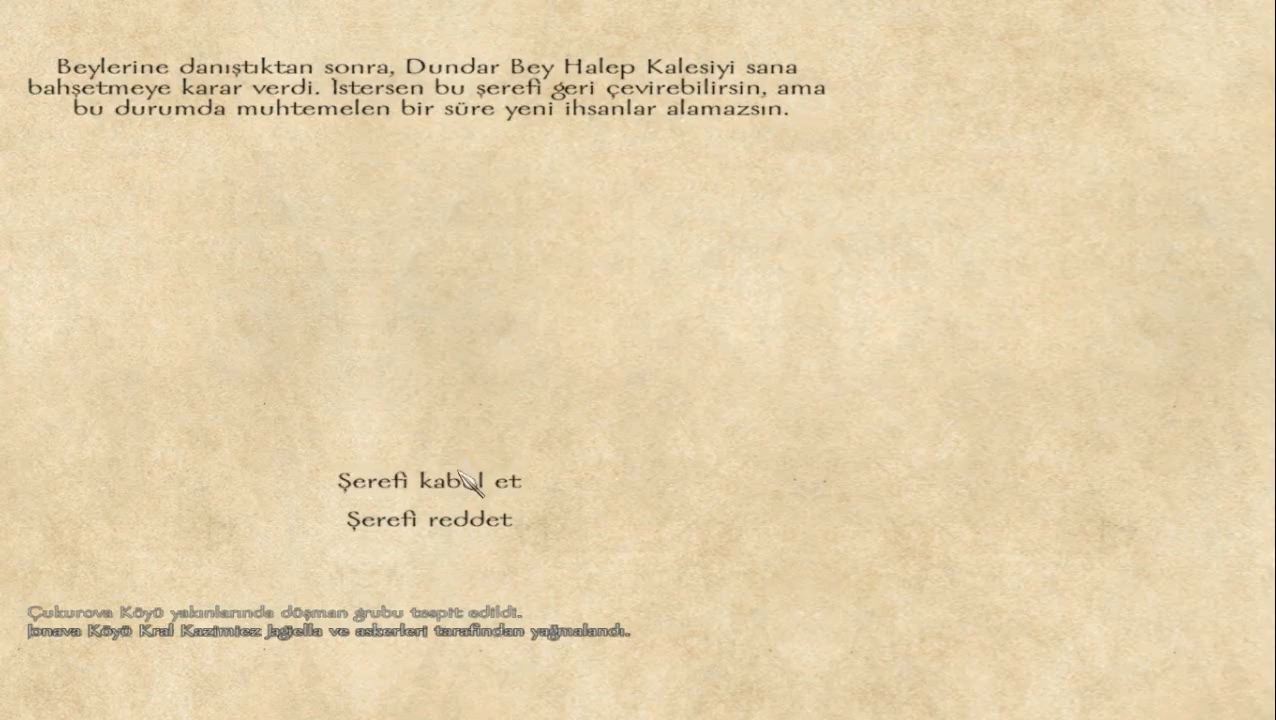 Beylerine danıştıktan sonra, Dundar Bey Halep Kalesiyi sana
bahşetmeye karar verdi. İstersen bu şerefi geri çevirebilirsin, ama
bu durumda muhtemelen bir süre yeni ihsanlar alamazsın.
Şerefi kabul et
Şerefi reddet
Çukurova Köyü yakınlarında düşman grubu tespit edildi.
Jonava Köyü Kral Kazimiez Jagiella ve askerleri tarafından yağmalandı.